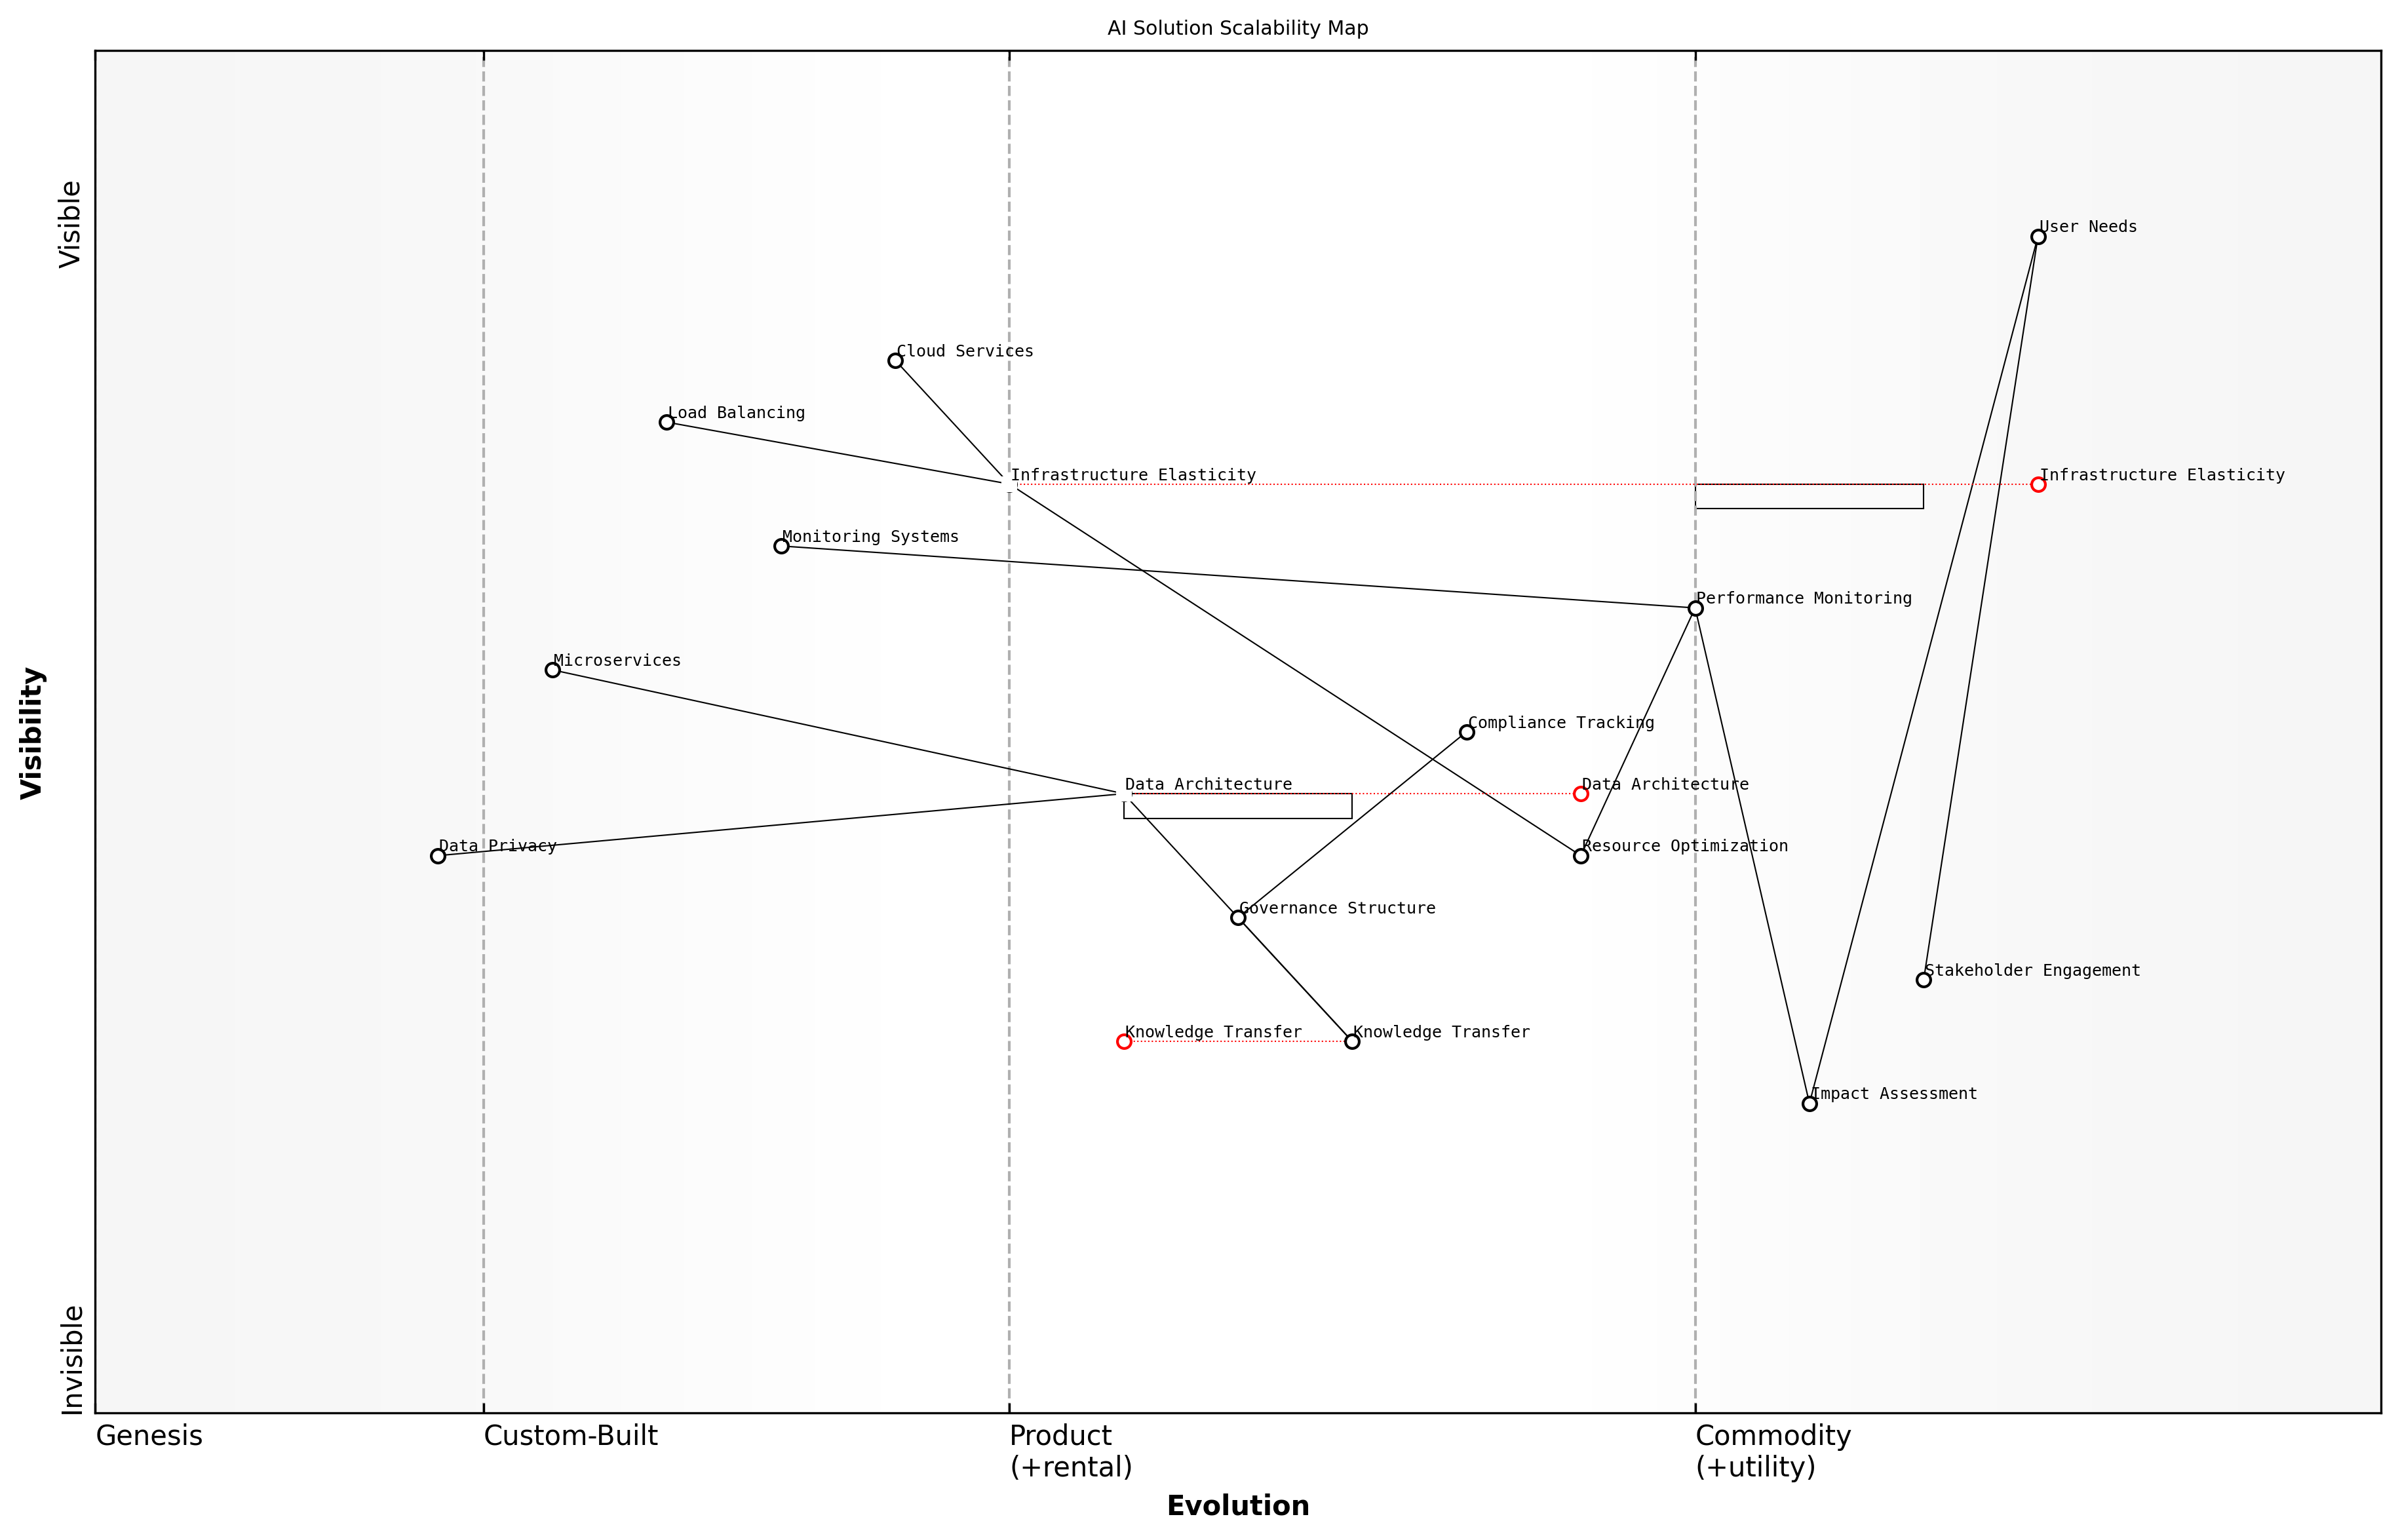 AI Solution Scalability Map
Visible
User Needs
Cloud Services
Load Balancing
Infrastructure Elasticity
Infrastructure Elasticity
Monitoring Systems
Performance Monitoring
Microservices
Visibility
Compliance Tracking
Data Architecture
Data Architecture
Data Privacy
Resource Optimization
Governance Structure
Stakeholder Engagement
Knowledge Transfer
Knowledge Transfer
Impact Assessment
Invisible
Genesis
Custom-Built
Product
(+rental)
Commodity
(+utility)
Evolution